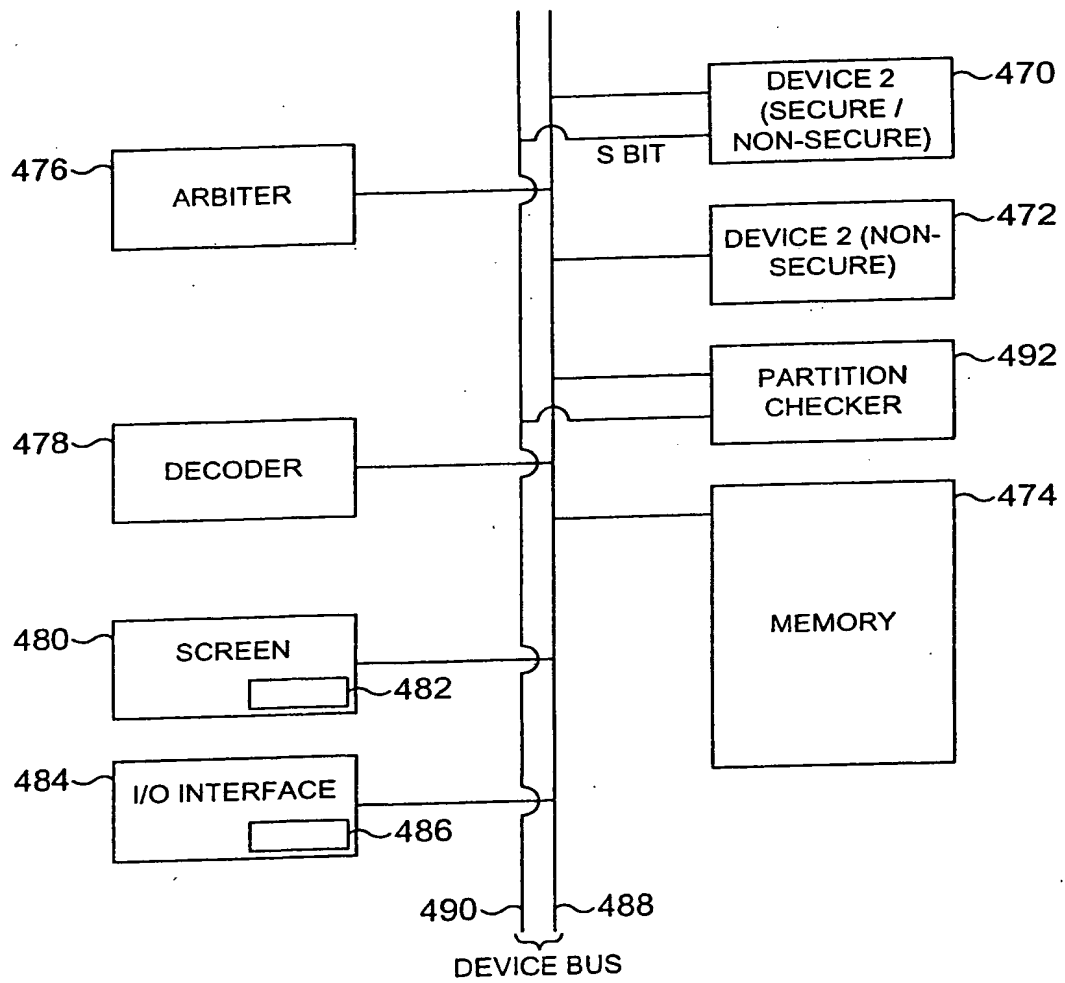 DEVICE 2
(SECURE /
NON-SECURE)
470
S BIT
476
ARBITER
DEVICE 2 (NON-
SECURE)
472
PARTITION
CHECKER
492
478
DECODER
MEMORY
474
480
SCREEN
482
484
I/O INTERFACE
486
490
488
DEVICE BUS